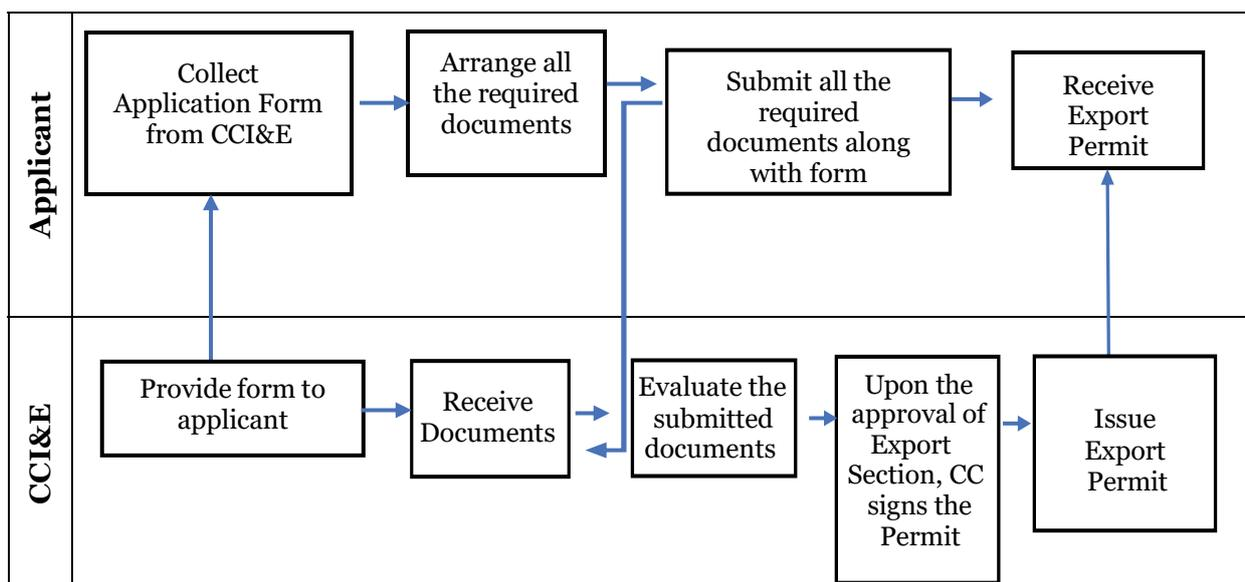 Applicant
Collect
Application Form
from CCI&E
Arrange all
the required
documents
Submit all the
required
documents along
with form
Receive
Export
Permit
CCI&E
Provide form to
applicant
Receive
Documents
Evaluate the
submitted
documents
Upon the
approval of
Export
Section, CC
signs the
Permit
Issue
Export
Permit